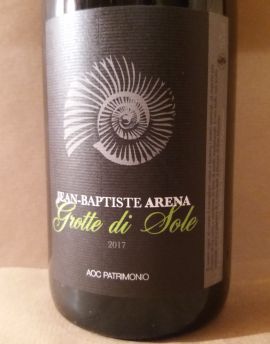 JEAN-BAPTISTE ARENA
Grotte di Sole
2017
AOC PATRIMONIO